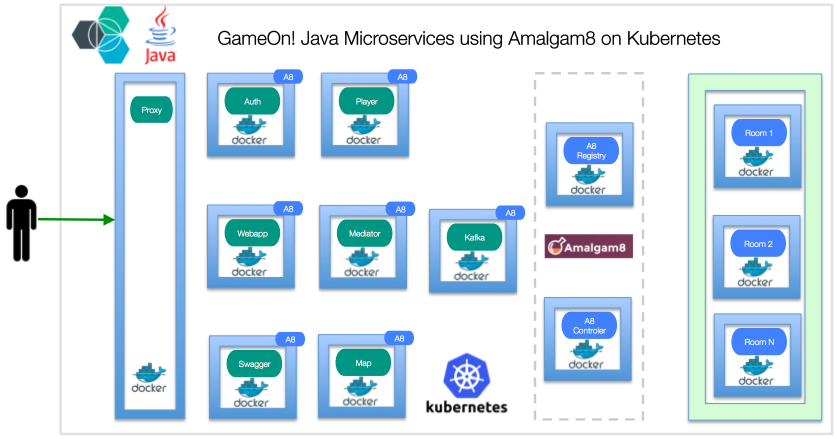 GameOn! Java Microservices using Amalgam8 on Kubernetes
Java
Proxy
docker
A8
Auth
docker
A8
Player
docker
A8
Webapp
docker
A8
Mediator
docker
A8
Kafka
docker
A8
Swagger
docker
A8
Map
docker
kubernetes
A8
Registry
docker
Amalgam8
A8
Controler
docker
Room 1
docker
Room 2
docker
Room N
docker